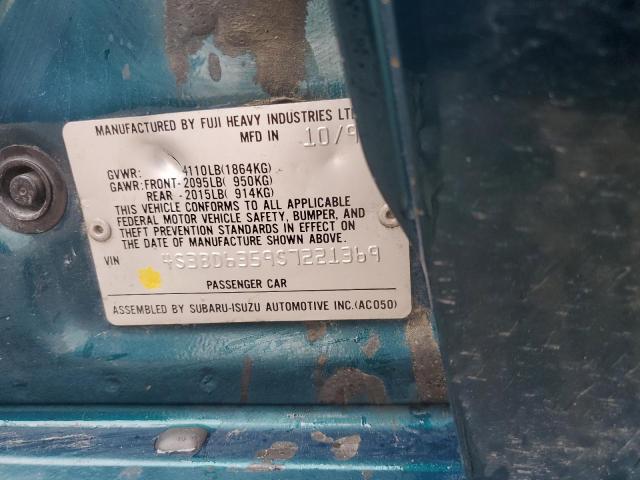 MANUFACTURED BY FUJI HEAVY INDUSTRIES LT
MFD IN 10/9
GVWR: 4110LB(1864KG)
GAWR:FRONT-2095LB( 950KG)
REAR -2015LB( 914KG)
THIS VEHICLE CONFORMS TO ALL APPLICABLE
FEDERAL MOTOR VEHICLE SAFETY, BUMPER, AND
THEFT PREVENTION STANDARDS IN EFFECT ON
THE DATE OF MANUFACTURE SHOWN ABOVE.
VIN 4S3BD6359S7221369
PASSENGER CAR
ASSEMBLED BY SUBARU-ISUZU AUTOMOTIVE INC.(AC050)